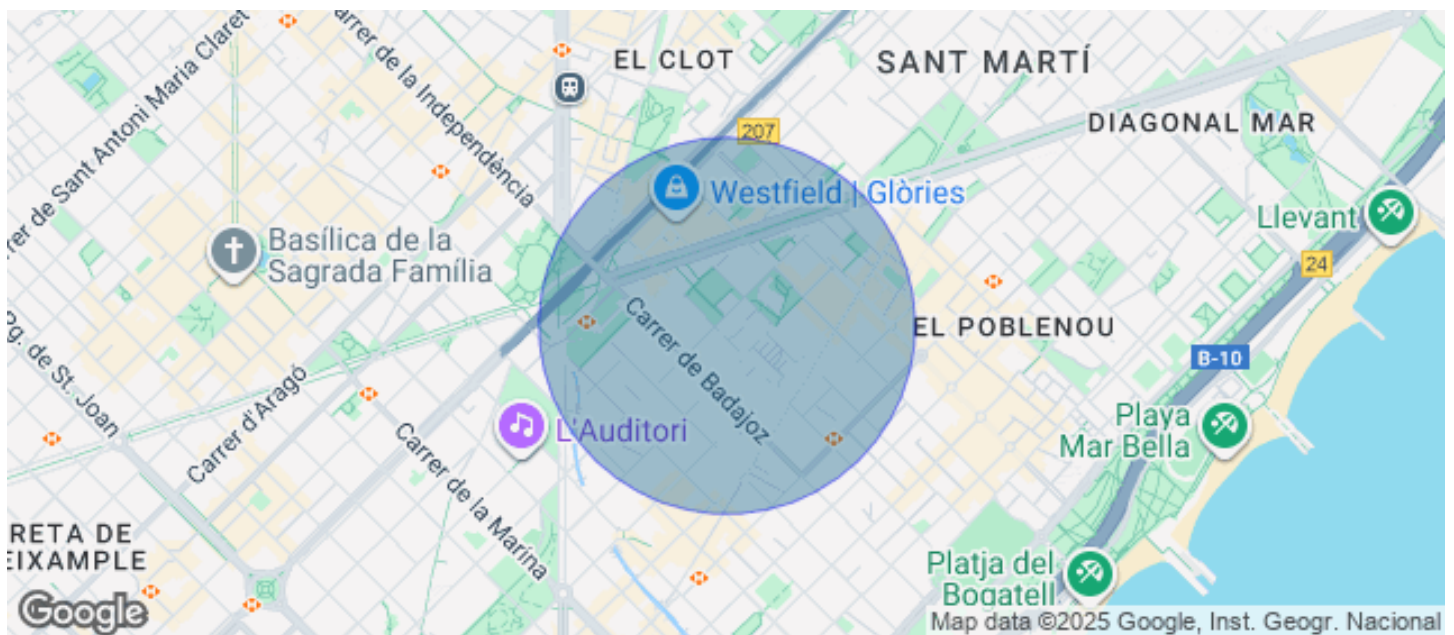 Carrer de Sant Antoni Maria Claret
Carrer de la Independència
EL CLOT
SANT MARTÍ
207
DIAGONAL MAR
Westfield | Glòries
Llevant
Basílica de la
Sagrada Família
24
EL POBLENOU
B-10
Pg. de St. Joan
Carrer d'Aragó
Carrer de Badajoz
L'Auditori
Playa
Mar Bella
Carrer de la Marina
RETA DE
EIXAMPLE
Platja del
Bogatell
Google
Map data ©2025 Google, Inst. Geogr. Nacional